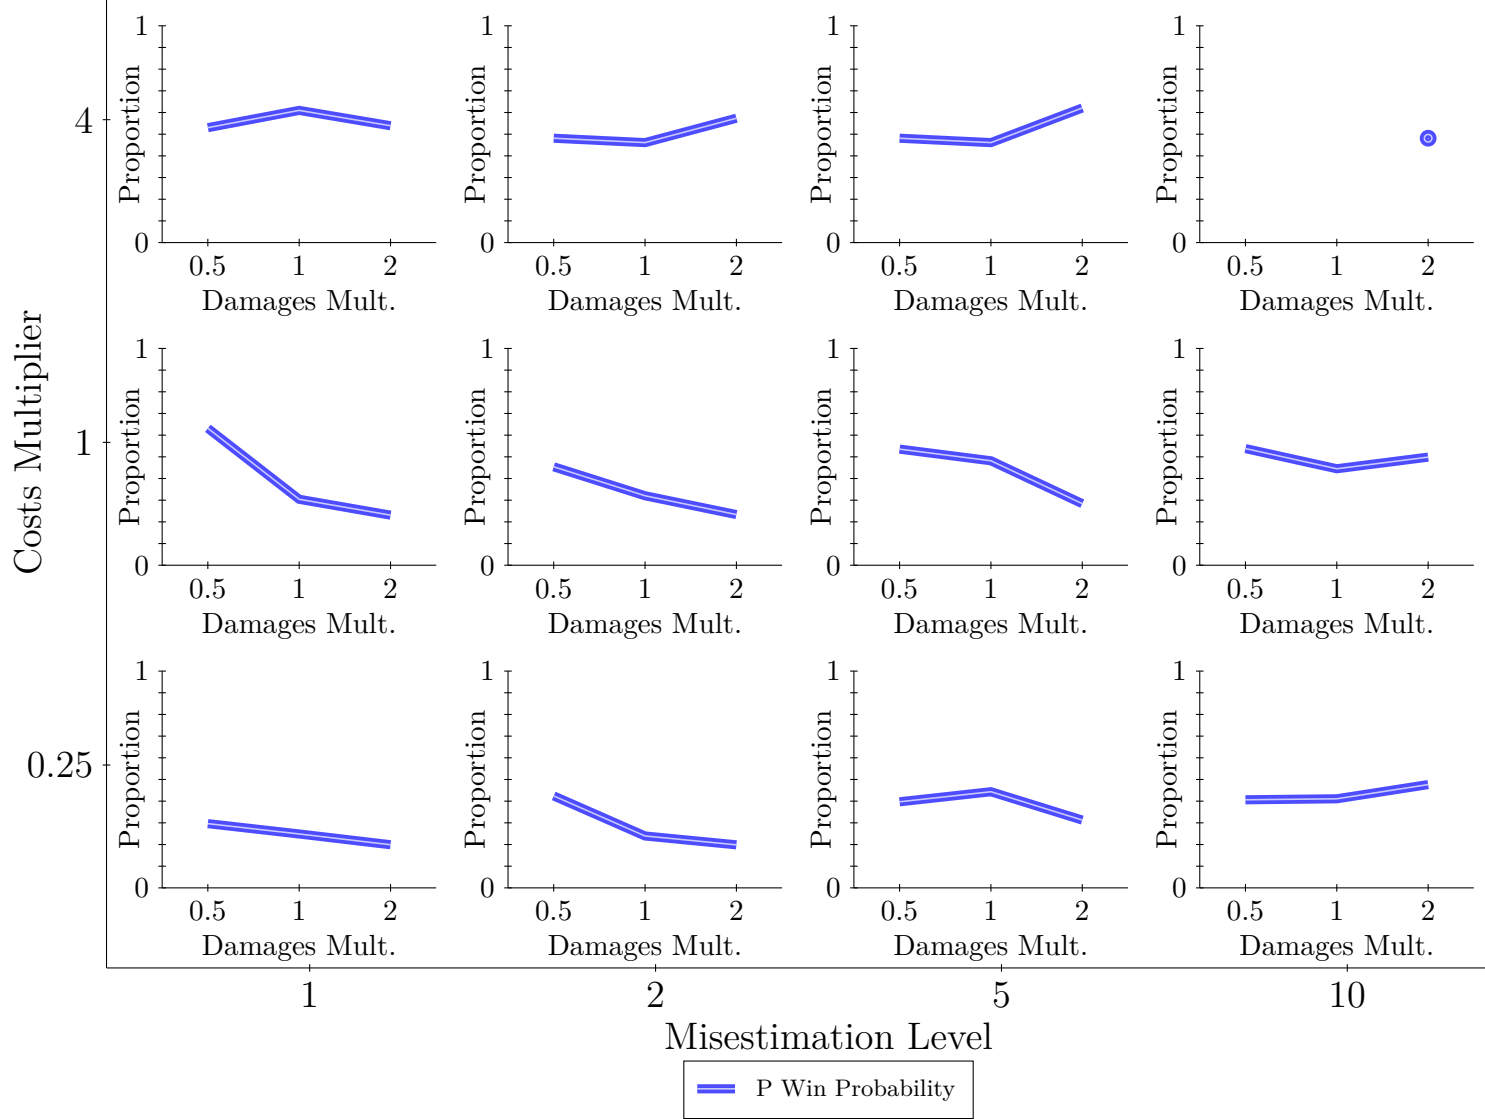 Costs Multiplier
4
1
0.25
Proportion
1
0
0.5 1 2
Damages Mult.
Proportion
1
0
0.5 1 2
Damages Mult.
Proportion
1
0
0.5 1 2
Damages Mult.
Proportion
1
0
0.5 1 2
Damages Mult.
Proportion
1
0
0.5 1 2
Damages Mult.
Proportion
1
0
0.5 1 2
Damages Mult.
Proportion
1
0
0.5 1 2
Damages Mult.
Proportion
1
0
0.5 1 2
Damages Mult.
Proportion
1
0
0.5 1 2
Damages Mult.
Proportion
1
0
0.5 1 2
Damages Mult.
Proportion
1
0
0.5 1 2
Damages Mult.
Proportion
1
0
0.5 1 2
Damages Mult.
1 2 5 10
Misestimation Level
P Win Probability